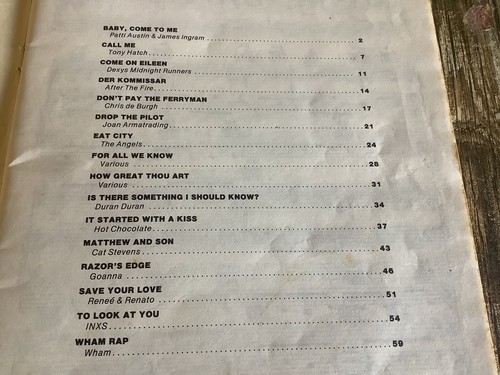 BABY, COME TO ME
Patti Austin & James Ingram ........ 2
CALL ME
Tony Hatch ........ 7
COME ON EILEEN
Dexys Midnight Runners ........ 11
DER KOMMISSAR
After The Fire ........ 14
DON'T PAY THE FERRYMAN
Chris de Burgh ........ 17
DROP THE PILOT
Joan Armatrading ........ 21
EAT CITY
The Angels ........ 24
FOR ALL WE KNOW
Various ........ 28
HOW GREAT THOU ART
Various ........ 31
IS THERE SOMETHING I SHOULD KNOW?
Duran Duran ........ 34
IT STARTED WITH A KISS
Hot Chocolate ........ 37
MATTHEW AND SON
Cat Stevens ........ 43
RAZOR'S EDGE
Goanna ........ 46
SAVE YOUR LOVE
Reneé & Renato ........ 51
TO LOOK AT YOU
INXS ........ 54
WHAM RAP
Wham ........ 59